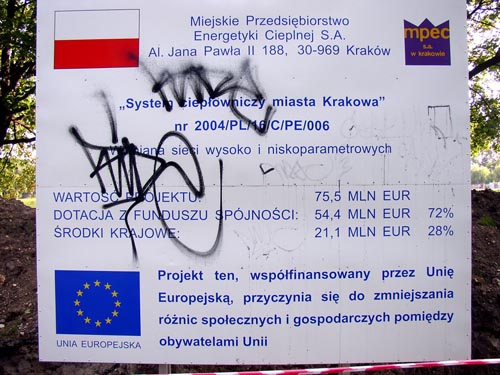 Miejskie Przedsiębiorstwo
Energetyki Cieplnej S.A.
Al. Jana Pawła II 188, 30-969 Kraków
mpec
s.a.
w krakowie
„System ciepłowniczy miasta Krakowa”
nr 2004/PL/16/C/PE/006
Wymiana sieci wysoko i niskoparametrowych
WARTOŚĆ PROJEKTU: 75,5 MLN EUR
DOTACJA Z FUNDUSZU SPÓJNOŚCI: 54,4 MLN EUR 72%
ŚRODKI KRAJOWE: 21,1 MLN EUR 28%
Projekt ten, współfinansowany przez Unię
Europejską, przyczynia się do zmniejszania
różnic społecznych i gospodarczych pomiędzy
obywatelami Unii
UNIA EUROPEJSKA